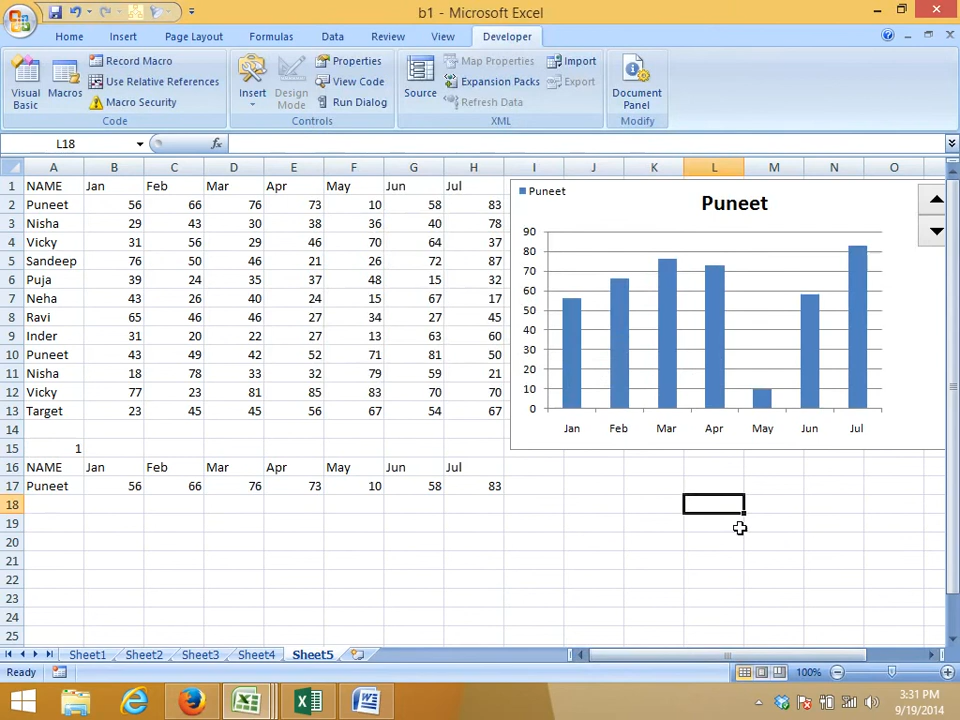 b1 - Microsoft Excel
Home Insert Page Layout Formulas Data Review View Developer
Visual Basic
Macros
Record Macro
Use Relative References
Macro Security
Code
Insert
Design Mode
Properties
View Code
Run Dialog
Controls
Source
Map Properties
Expansion Packs
Refresh Data
Import
Export
XML
Document Panel
Modify
L18 fx
A B C D E F G H I J K L M N O
1 NAME Jan Feb Mar Apr May Jun Jul
2 Puneet 56 66 76 73 10 58 83
3 Nisha 29 43 30 38 36 40 78
4 Vicky 31 56 29 46 70 64 37
5 Sandeep 76 50 46 21 26 72 87
6 Puja 39 24 35 37 48 15 32
7 Neha 43 26 40 24 15 67 17
8 Ravi 65 46 46 27 34 27 45
9 Inder 31 20 22 27 13 63 60
10 Puneet 43 49 42 52 71 81 50
11 Nisha 18 78 33 32 79 59 21
12 Vicky 77 23 81 85 83 70 70
13 Target 23 45 45 56 67 54 67
14
15 1
16 NAME Jan Feb Mar Apr May Jun Jul
17 Puneet 56 66 76 73 10 58 83
18
19
20
21
22
23
24
25
Puneet
Puneet
90
80
70
60
50
40
30
20
10
0
Jan Feb Mar Apr May Jun Jul
Sheet1 Sheet2 Sheet3 Sheet4 Sheet5
Ready 100%
3:31 PM
9/19/2014